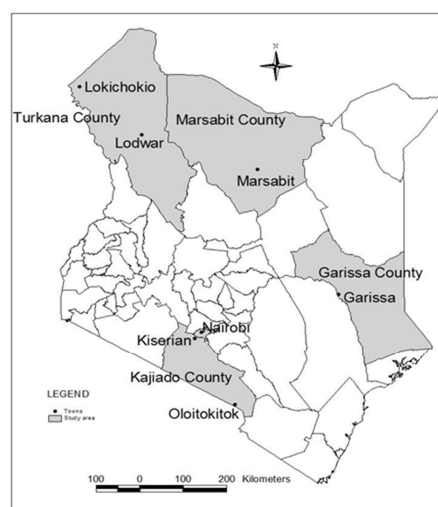 N
Lokichokio
Turkana County
Marsabit County
Lodwar
Marsabit
Garissa County
Garissa
Nairobi
Kiserian
Kajiado County
LEGEND
Towns
Study area
Oloitokitok
100 0 100 200 Kilometers